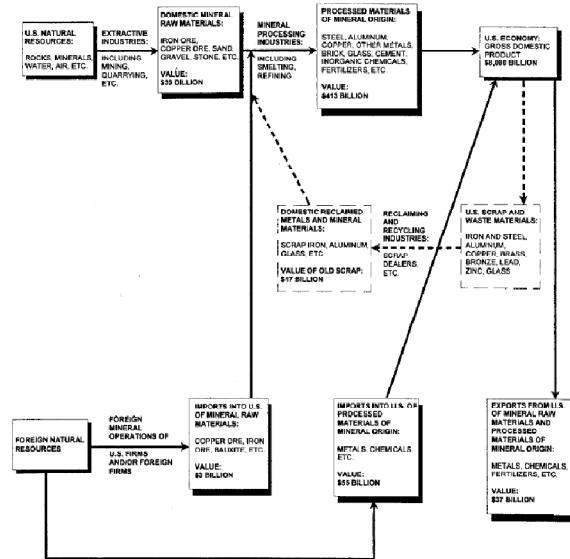 U.S. NATURAL
RESOURCES:
ROCKS, MINERALS,
WATER, AIR, ETC.
EXTRACTIVE
INDUSTRIES:
INCLUDING
MINING,
QUARRYING,
ETC.
DOMESTIC MINERAL
RAW MATERIALS:
IRON ORE,
COPPER ORE, SAND,
GRAVEL, STONE, ETC.
VALUE:
BILLION
MINERAL
PROCESSING
INDUSTRIES:
INCLUDING
SMELTING,
REFINING
PROCESSED MATERIALS
OF MINERAL ORIGIN:
STEEL, ALUMINUM,
COPPER, OTHER METALS,
BRICK, GLASS, CEMENT,
INORGANIC CHEMICALS,
FERTILIZERS, ETC.
VALUE:
$413 BILLION
U.S. ECONOMY:
GROSS DOMESTIC
PRODUCT
BILLION
DOMESTIC RECLAIMED
METALS AND MINERAL
MATERIALS:
SCRAP IRON, ALUMINUM,
GLASS, ETC
VALUE OF OLD SCRAP:
$17 BILLION
RECLAIMING
AND
RECYCLING
INDUSTRIES:
SCRAP
DEALERS,
ETC.
U.S. SCRAP AND
WASTE MATERIALS:
IRON AND STEEL,
ALUMINUM,
COPPER, BRASS,
BRONZE, LEAD,
ZINC, GLASS
FOREIGN NATURAL
RESOURCES
FOREIGN
MINERAL
OPERATIONS OF
U.S. FIRMS
AND/OR FOREIGN
FIRMS
IMPORTS INTO U.S.
OF MINERAL RAW
MATERIALS:
COPPER ORE, IRON
ORE, BAUXITE, ETC.
VALUE:
$3 BILLION
IMPORTS INTO U.S. OF
PROCESSED
MATERIALS
OF MINERAL ORIGIN:
METALS, CHEMICALS
ETC.
VALUE:
BILLION
EXPORTS FROM U.S.
OF MINERAL RAW
MATERIALS AND
PROCESSED
MATERIALS OF
MINERAL ORIGIN:
METALS, CHEMICALS,
FERTILIZERS, ETC.
VALUE:
$37 BILLION